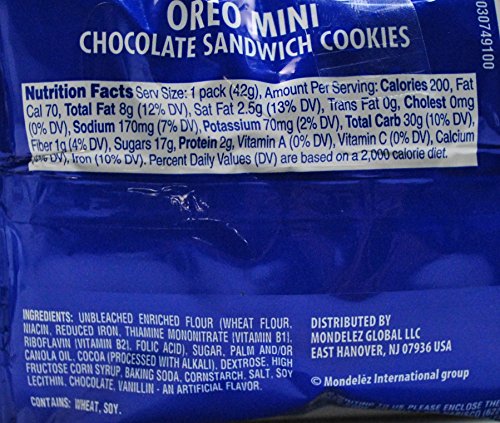 OREO MINI
CHOCOLATE SANDWICH COOKIES
030749100
Nutrition Facts Serv Size: 1 pack (42g), Amount Per Serving: Calories 200, Fat
Cal 70, Total Fat 8g (12% DV), Sat Fat 2.5g (13% DV), Trans Fat 0g, Cholest 0mg
(0% DV), Sodium 170mg (7% DV), Potassium 70mg (2% DV), Total Carb 30g (10% DV),
Fiber 1g (4% DV), Sugars 17g, Protein 2g, Vitamin A (0% DV), Vitamin C (0% DV), Calcium
(0% DV), Iron (10% DV). Percent Daily Values (DV) are based on a 2,000 calorie diet.
INGREDIENTS: UNBLEACHED ENRICHED FLOUR (WHEAT FLOUR,
NIACIN, REDUCED IRON, THIAMINE MONONITRATE {VITAMIN B1},
RIBOFLAVIN {VITAMIN B2}, FOLIC ACID), SUGAR, PALM AND/OR
CANOLA OIL, COCOA (PROCESSED WITH ALKALI), DEXTROSE, HIGH
FRUCTOSE CORN SYRUP, BAKING SODA, CORNSTARCH, SALT, SOY
LECITHIN, CHOCOLATE, VANILLIN - AN ARTIFICIAL FLAVOR.
CONTAINS: WHEAT, SOY.
DISTRIBUTED BY
MONDELEZ GLOBAL LLC
EAST HANOVER, NJ 07936 USA
© Mondelēz International group
TO US PLEASE ENCLOSE